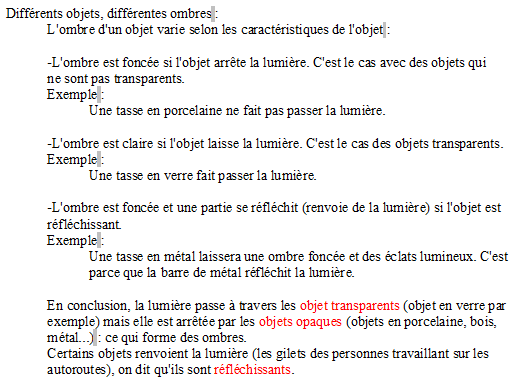 Différents objets, différentes ombres :
L'ombre d'un objet varie selon les caractéristiques de l'objet :
-L'ombre est foncée si l'objet arrête la lumière. C'est le cas avec des objets qui
ne sont pas transparents.
Exemple :
Une tasse en porcelaine ne fait pas passer la lumière.
-L'ombre est claire si l'objet laisse la lumière. C'est le cas des objets transparents.
Exemple :
Une tasse en verre fait passer la lumière.
-L'ombre est foncée et une partie se réfléchit (renvoie de la lumière) si l'objet est
réfléchissant.
Exemple :
Une tasse en métal laissera une ombre foncée et des éclats lumineux. C'est
parce que la barre de métal réfléchit la lumière.
En conclusion, la lumière passe à travers les objet transparents (objet en verre par
exemple) mais elle est arrêtée par les objets opaques (objets en porcelaine, bois,
métal...) : ce qui forme des ombres.
Certains objets renvoient la lumière (les gilets des personnes travaillant sur les
autoroutes), on dit qu'ils sont réfléchissants.